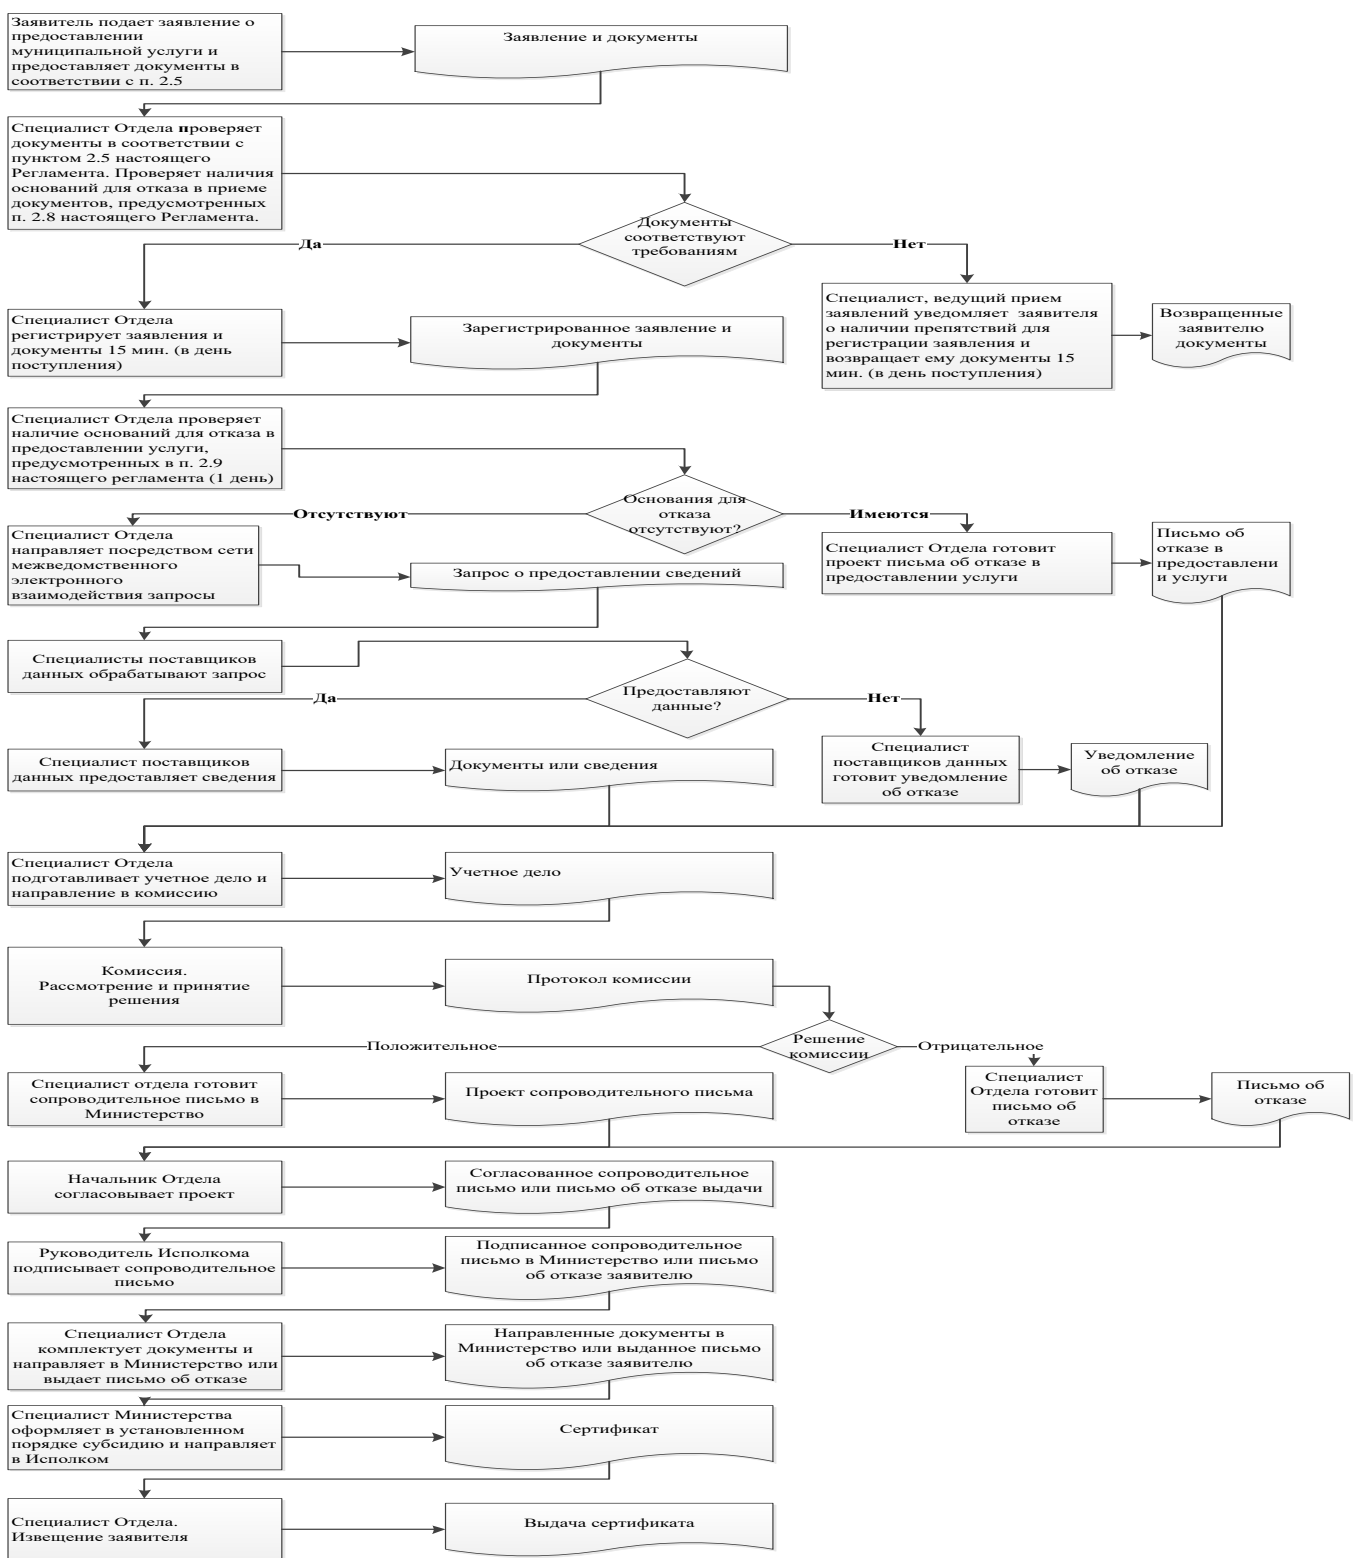 Заявитель подает заявление о
предоставлении
муниципальной услуги и
предоставляет документы в
соответствии с п. 2.5
Заявление и документы
Специалист Отдела проверяет
документы в соответствии с
пунктом 2.5 настоящего
Регламента. Проверяет наличия
оснований для отказа в приеме
документов, предусмотренных
п. 2.8 настоящего Регламента.
Документы
соответствуют
требованиям
Да
Нет
Специалист Отдела
регистрирует заявления и
документы 15 мин. (в день
поступления)
Зарегистрированное заявление и
документы
Специалист, ведущий прием
заявлений уведомляет заявителя
о наличии препятствий для
регистрации заявления и
возвращает ему документы 15
мин. (в день поступления)
Возвращенные
заявителю
документы
Специалист Отдела проверяет
наличие оснований для отказа в
предоставлении услуги,
предусмотренных в п. 2.9
настоящего регламента (1 день)
Основания для
отказа
отсутствуют?
Отсутствуют
Имеются
Специалист Отдела
направляет посредством сети
межведомственного
электронного
взаимодействия запросы
Запрос о предоставлении сведений
Специалист Отдела готовит
проект письма об отказе в
предоставлении услуги
Письмо об
отказе в
предоставлени
и услуги
Специалисты поставщиков
данных обрабатывают запрос
Предоставляют
данные?
Да
Нет
Специалист поставщиков
данных предоставляет сведения
Документы или сведения
Специалист
поставщиков данных
готовит уведомление
об отказе
Уведомление
об отказе
Специалист Отдела
подготавливает учетное дело и
направление в комиссию
Учетное дело
Комиссия.
Рассмотрение и принятие
решения
Протокол комиссии
Решение
комиссии
Положительное
Отрицательное
Специалист отдела готовит
сопроводительное письмо в
Министерство
Проект сопроводительного письма
Специалист
Отдела готовит
письмо об
отказе
Письмо об
отказе
Начальник Отдела
согласовывает проект
Согласованное сопроводительное
письмо или письмо об отказе выдачи
Руководитель Исполкома
подписывает сопроводительное
письмо
Подписанное сопроводительное
письмо в Министерство или письмо
об отказе заявителю
Специалист Отдела
комплектует документы и
направляет в Министерство или
выдает письмо об отказе
Направленные документы в
Министерство или выданное письмо
об отказе заявителю
Специалист Министерства
оформляет в установленном
порядке субсидию и направляет
в Исполком
Сертификат
Специалист Отдела.
Извещение заявителя
Выдача сертификата